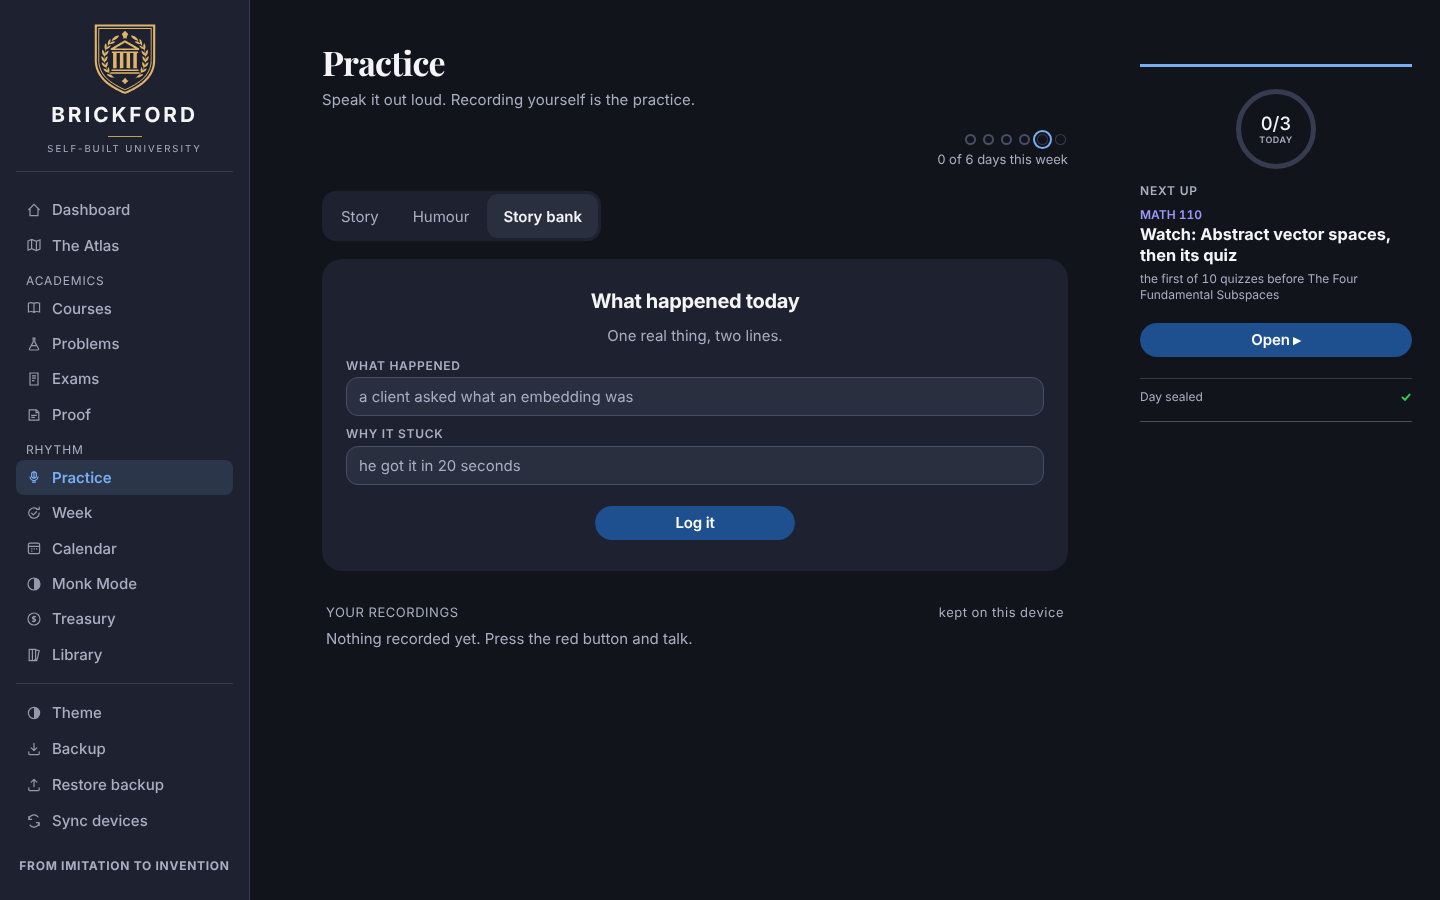 BRICKFORD
SELF-BUILT UNIVERSITY
Dashboard
The Atlas
ACADEMICS
Courses
Problems
Exams
Proof
RHYTHM
Practice
Week
Calendar
Monk Mode
Treasury
Library
Theme
Backup
Restore backup
Sync devices
FROM IMITATION TO INVENTION
Practice
Speak it out loud. Recording yourself is the practice.
0 of 6 days this week
Story
Humour
Story bank
What happened today
One real thing, two lines.
WHAT HAPPENED
a client asked what an embedding was
WHY IT STUCK
he got it in 20 seconds
Log it
YOUR RECORDINGS
kept on this device
Nothing recorded yet. Press the red button and talk.
0/3
TODAY
NEXT UP
MATH 110
Watch: Abstract vector spaces,
then its quiz
the first of 10 quizzes before The Four
Fundamental Subspaces
Open ▸
Day sealed